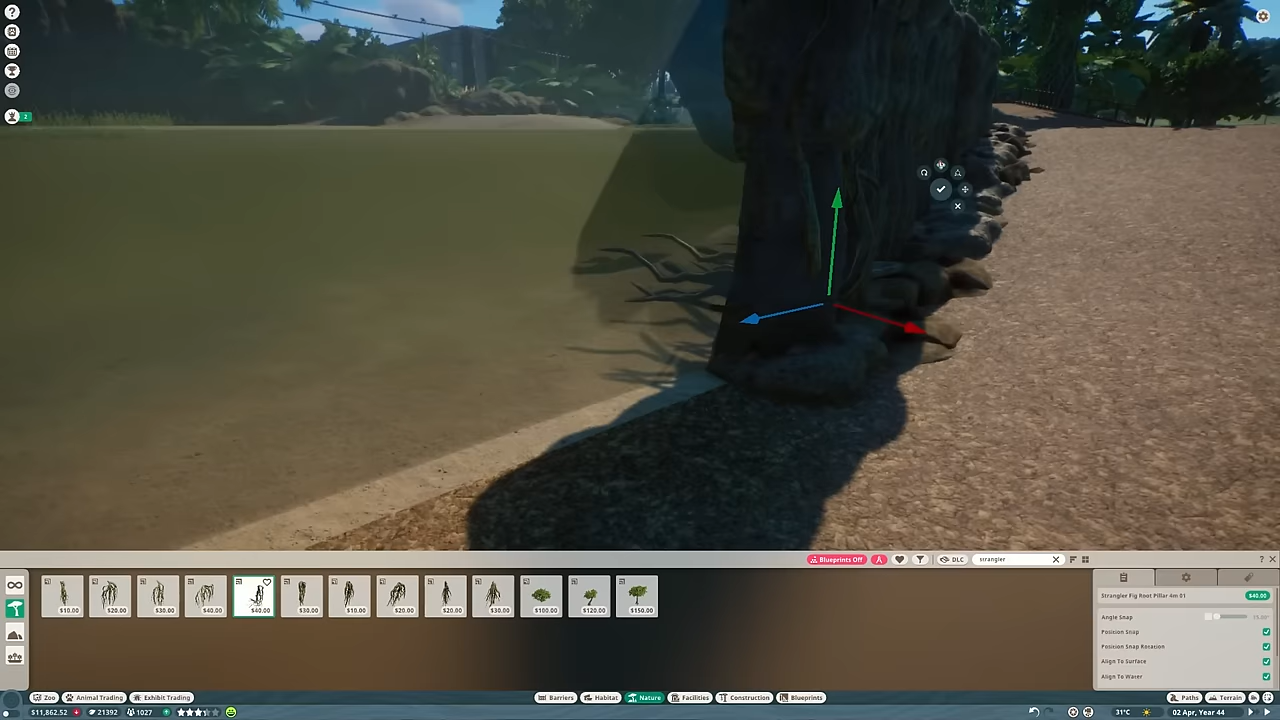 2
Blueprints Off
DLC
strangler
$10.00
$20.00
$30.00
$40.00
$40.00
$30.00
$10.00
$20.00
$20.00
$30.00
$100.00
$120.00
$150.00
Strangler Fig Root Pillar 4m 01 $40.00
Angle Snap
Position Snap
Position Snap Rotation
Align To Surface
Align To Water
Zoo Animal Trading Exhibit Trading Barriers Habitat Nature Facilities Construction Blueprints Paths Terrain
$11,862.52 21392 1027 31°C 02 Apr, Year 44